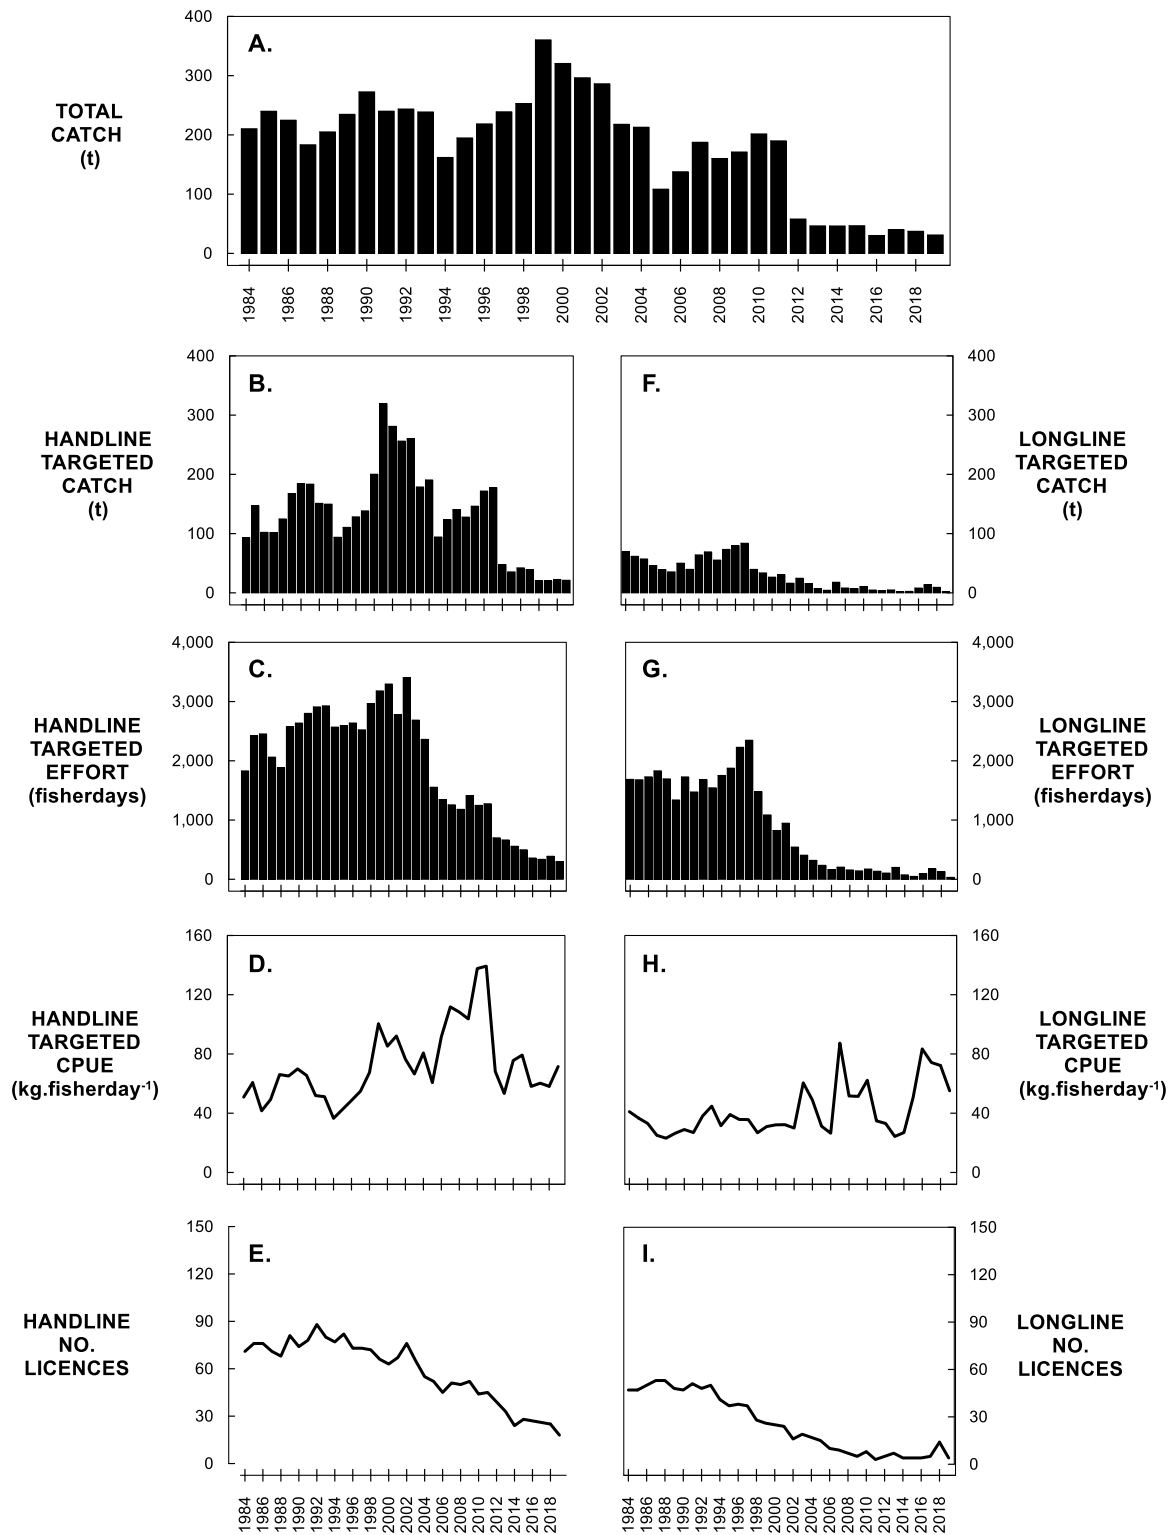 A.
TOTAL
CATCH
(t)
400
300
200
100
0
1984 1986 1988 1990 1992 1994 1996 1998 2000 2002 2004 2006 2008 2010 2012 2014 2016 2018
B.
HANDLINE
TARGETED
CATCH
(t)
400
300
200
100
0
F.
400
300
200
100
0
LONGLINE
TARGETED
CATCH
(t)
C.
HANDLINE
TARGETED
EFFORT
(fisherdays)
4,000
3,000
2,000
1,000
0
G.
4,000
3,000
2,000
1,000
0
LONGLINE
TARGETED
EFFORT
(fisherdays)
D.
HANDLINE
TARGETED
CPUE
(kg.fisherday-1)
160
120
80
40
0
H.
160
120
80
40
0
LONGLINE
TARGETED
CPUE
(kg.fisherday-1)
E.
HANDLINE
NO.
LICENCES
150
120
90
60
30
0
1984 1986 1988 1990 1992 1994 1996 1998 2000 2002 2004 2006 2008 2010 2012 2014 2016 2018
I.
150
120
90
60
30
0
LONGLINE
NO.
LICENCES
1984 1986 1988 1990 1992 1994 1996 1998 2000 2002 2004 2006 2008 2010 2012 2014 2016 2018